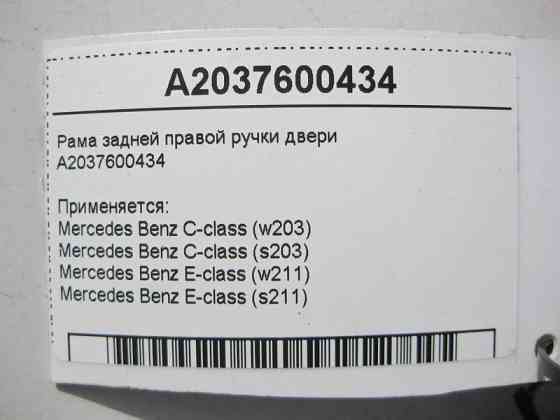 A2037600434
Рама задней правой ручки двери
A2037600434
Применяется:
Mercedes Benz C-class (w203)
Mercedes Benz C-class (s203)
Mercedes Benz E-class (w211)
Mercedes Benz E-class (s211)